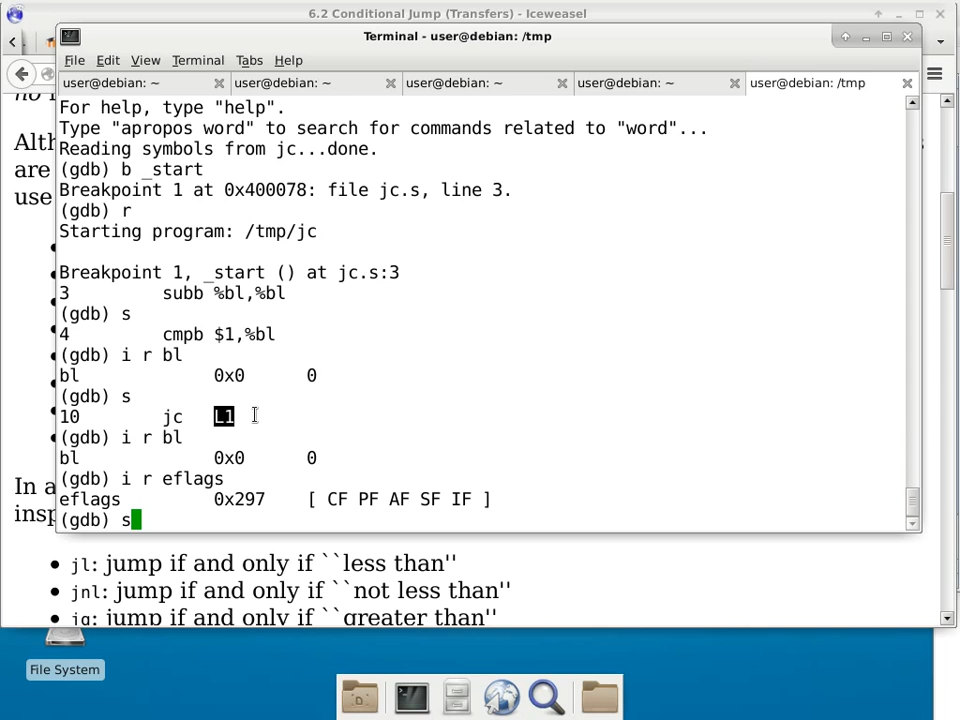 6.2 Conditional Jump (Transfers) - Iceweasel
Terminal - user@debian: /tmp
File Edit View Terminal Tabs Help
user@debian: ~ user@debian: ~ user@debian: ~ user@debian: ~ user@debian: /tmp
no
For help, type "help".
Type "apropos word" to search for commands related to "word"...
Alth
Reading symbols from jc...done.
are
(gdb) b _start
Breakpoint 1 at 0x400078: file jc.s, line 3.
use
(gdb) r
Starting program: /tmp/jc
Breakpoint 1, _start () at jc.s:3
3 subb %bl,%bl
(gdb) s
4 cmpb $1,%bl
(gdb) i r bl
bl 0x0 0
(gdb) s
10 jc L1
(gdb) i r bl
bl 0x0 0
(gdb) i r eflags
In a
eflags 0x297 [ CF PF AF SF IF ]
insp
(gdb) s
• jl: jump if and only if ``less than''
• jnl: jump if and only if ``not less than''
• jg: jump if and only if ``greater than''
File System